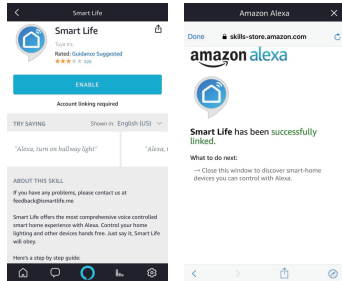 Smart Life
Smart Life
Tuya Inc.
Rated: Guidance Suggested
ENABLE
Account linking required
TRY SAYING
Shown in: English (US)
"Alexa, turn on hallway light"
"Alexa, t
ABOUT THIS SKILL
If you have any problems, please contact us at
feedback@ismartlife.me
Smart Life offers the most comprehensive voice controlled
smart home experience with Alexa. Control your home
lighting and other devices hands free. Just say it, Smart Life
will obey.
Here's a step by step guide:
Amazon Alexa
Done
skills-store.amazon.com
amazon alexa
Smart Life has been successfully
linked.
What to do next:
→ Close this window to discover smart-home
devices you can control with Alexa.